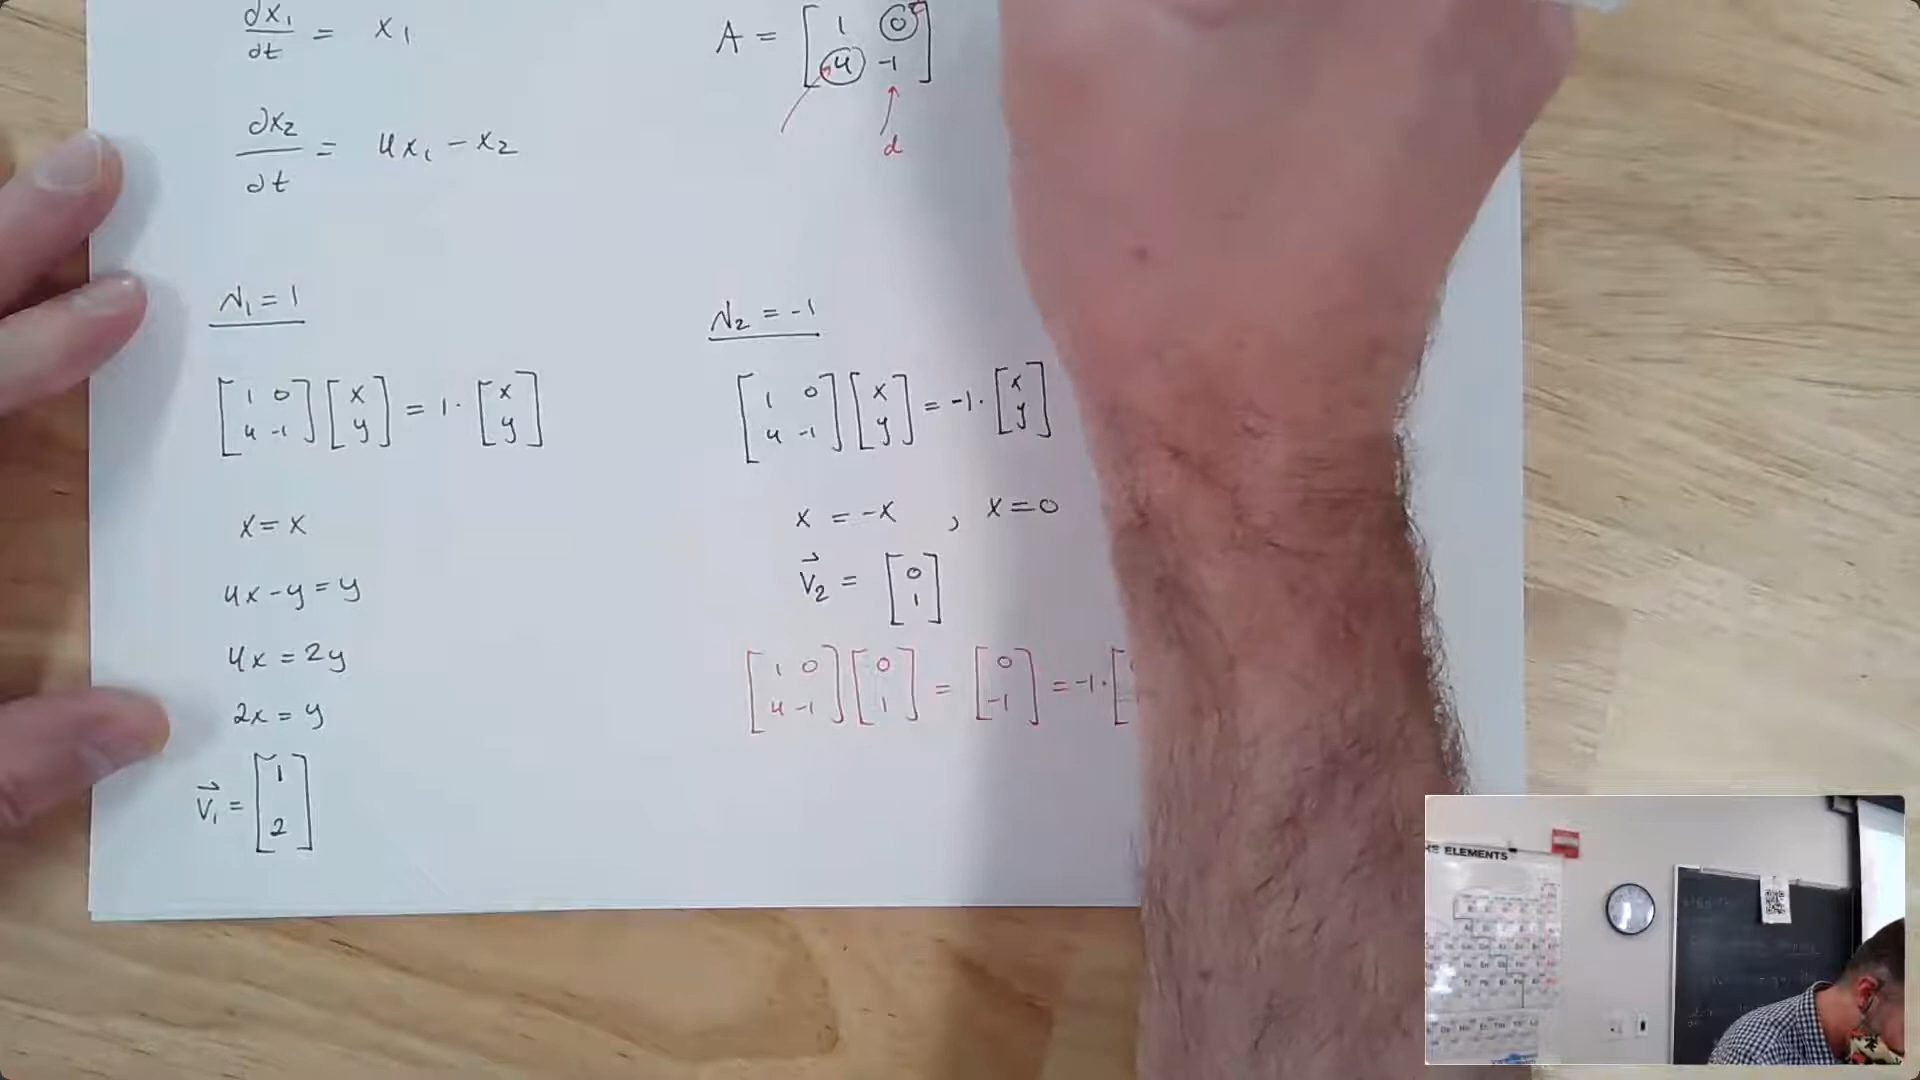 dx₁/dt = x₁
dx₂/dt = 4x₁ - x₂
A = [1 0; 4 -1]
d
λ₁ = 1
[1 0; 4 -1] [x; y] = 1 · [x; y]
x = x
4x - y = y
4x = 2y
2x = y
v⃗₁ = [1; 2]
λ₂ = -1
[1 0; 4 -1] [x; y] = -1 · [x; y]
x = -x , x = 0
v⃗₂ = [0; 1]
[1 0; 4 -1] [0; 1] = [0; -1] = -1 ·
ELEMENTS